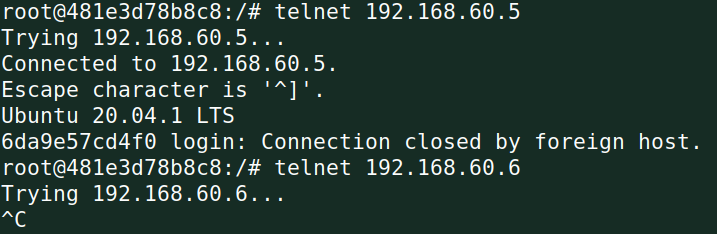 root@481e3d78b8c8:/# telnet 192.168.60.5
Trying 192.168.60.5...
Connected to 192.168.60.5.
Escape character is '^]'.
Ubuntu 20.04.1 LTS
6da9e57cd4f0 login: Connection closed by foreign host.
root@481e3d78b8c8:/# telnet 192.168.60.6
Trying 192.168.60.6...
^C